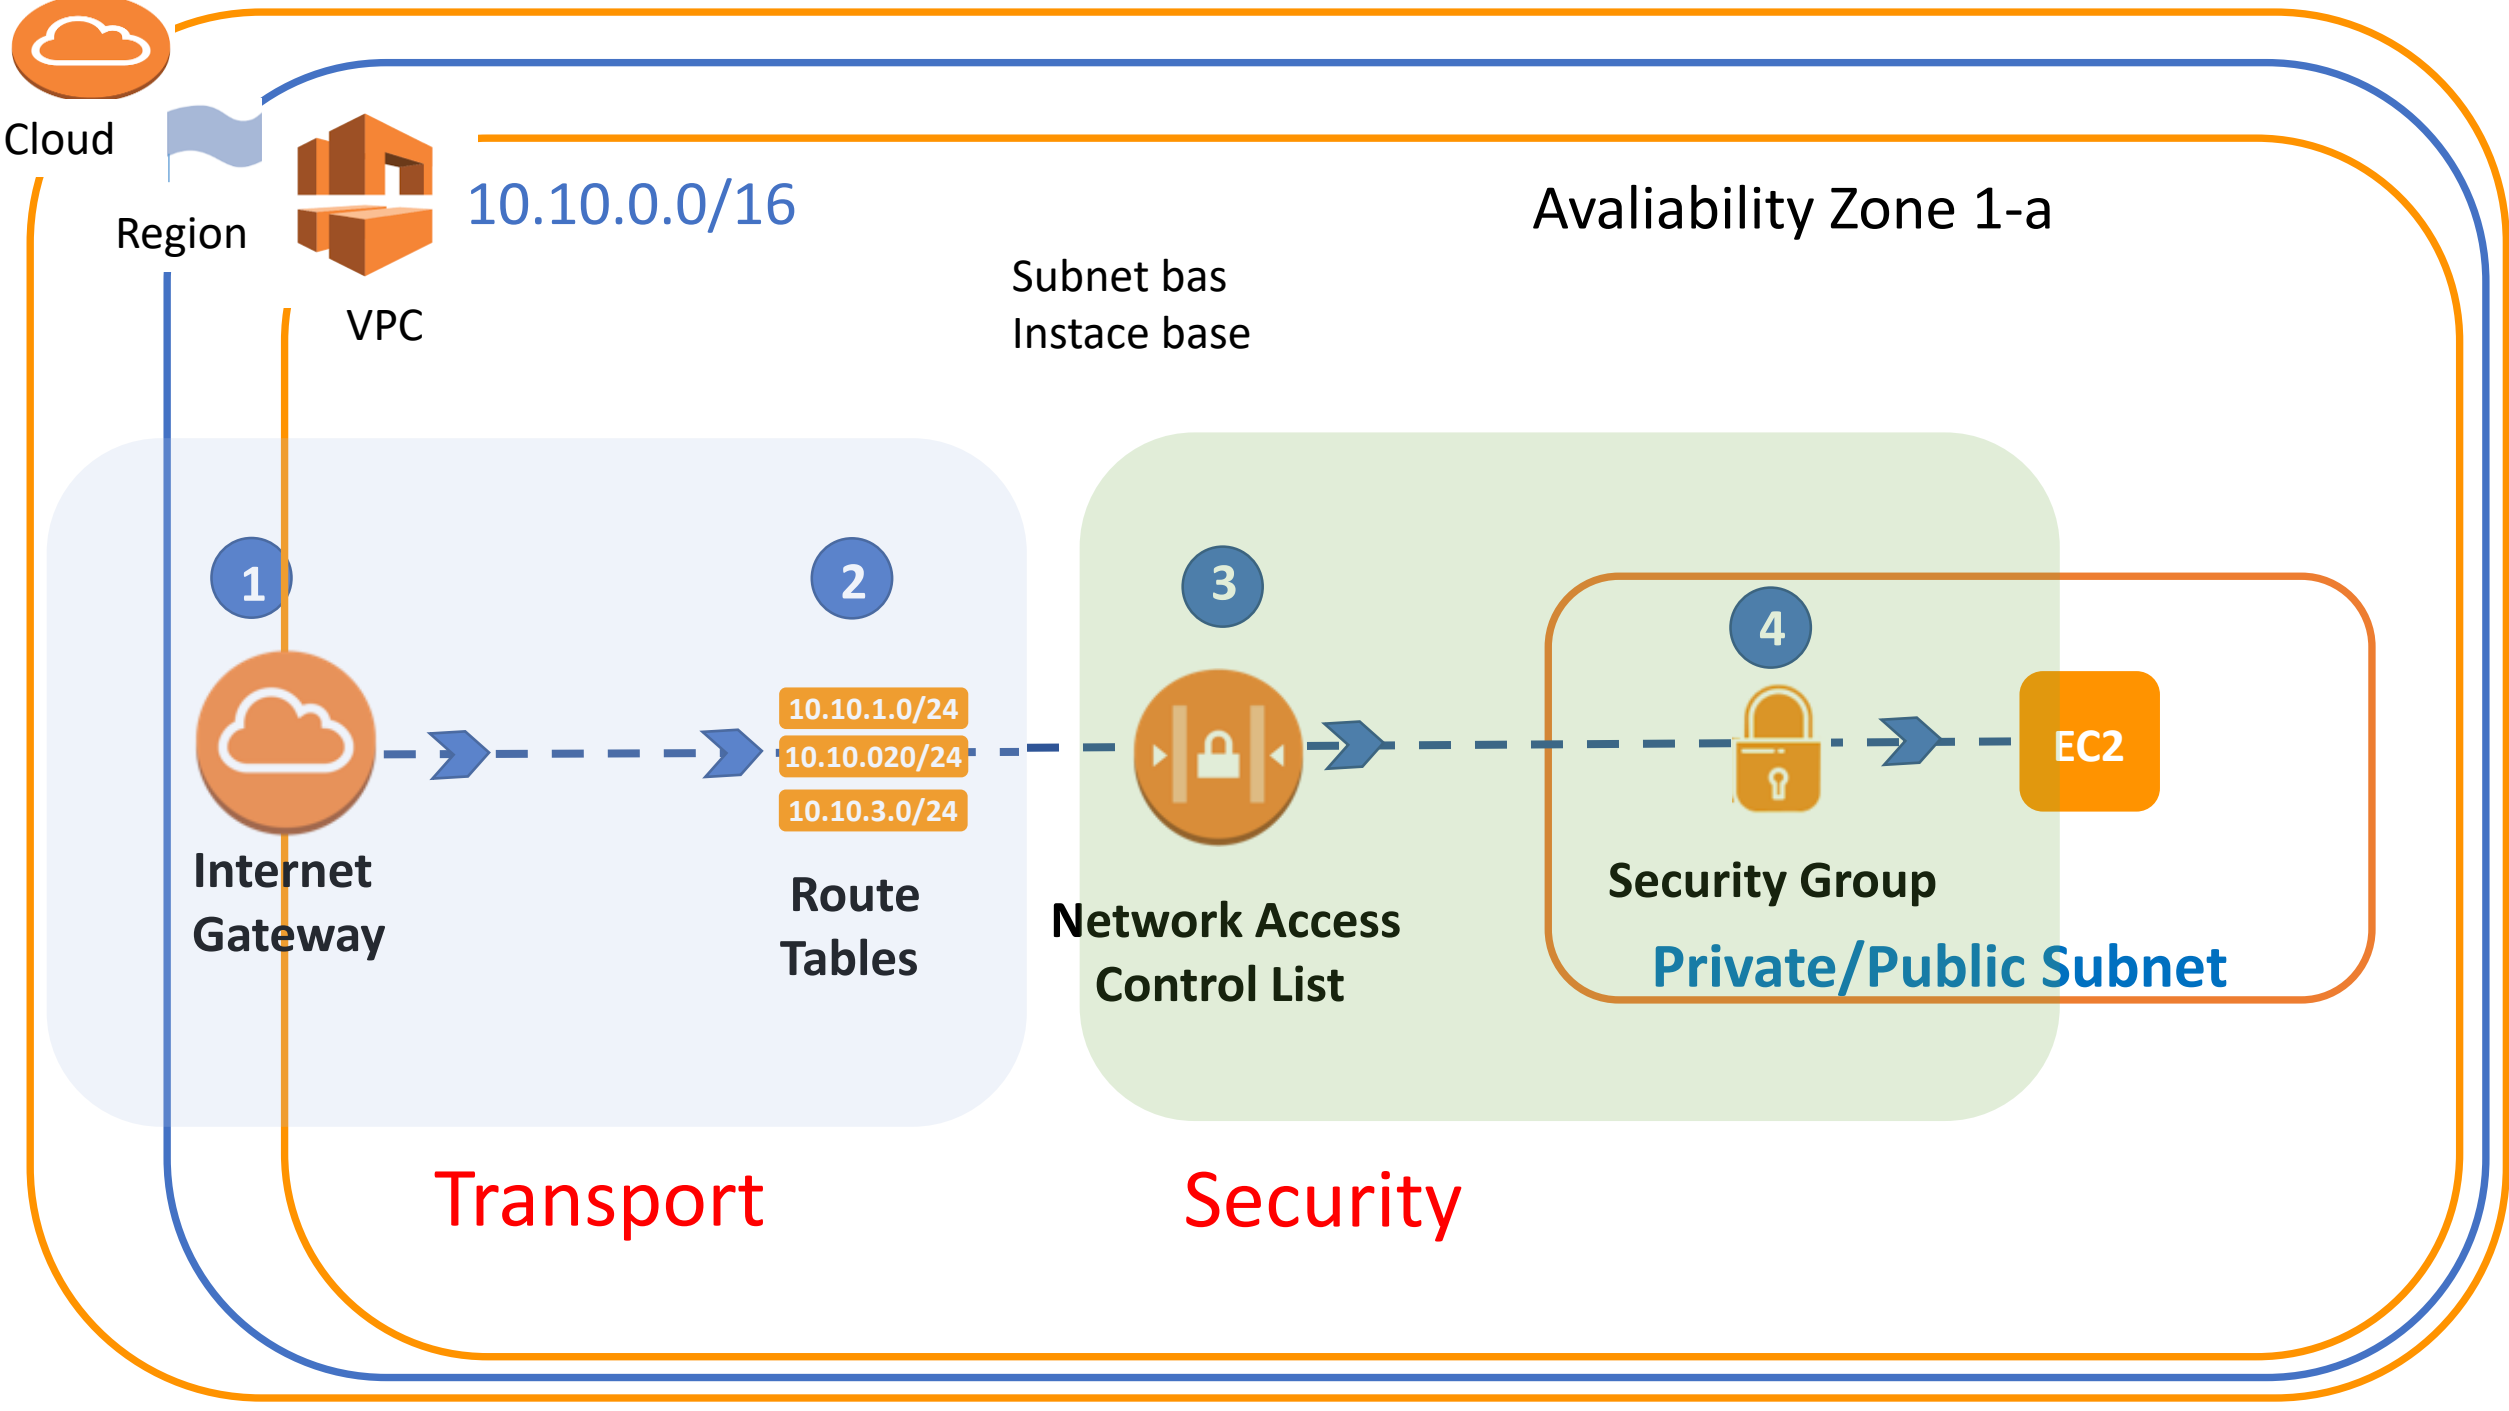 Cloud
Region
VPC
10.10.0.0/16
Avaliability Zone 1-a
Subnet bas
Instace base
1
2
3
4
10.10.1.0/24
10.10.020/24
10.10.3.0/24
EC2
Internet
Gateway
Route
Tables
Network Access
Control List
Security Group
Private/Public Subnet
Transport
Security